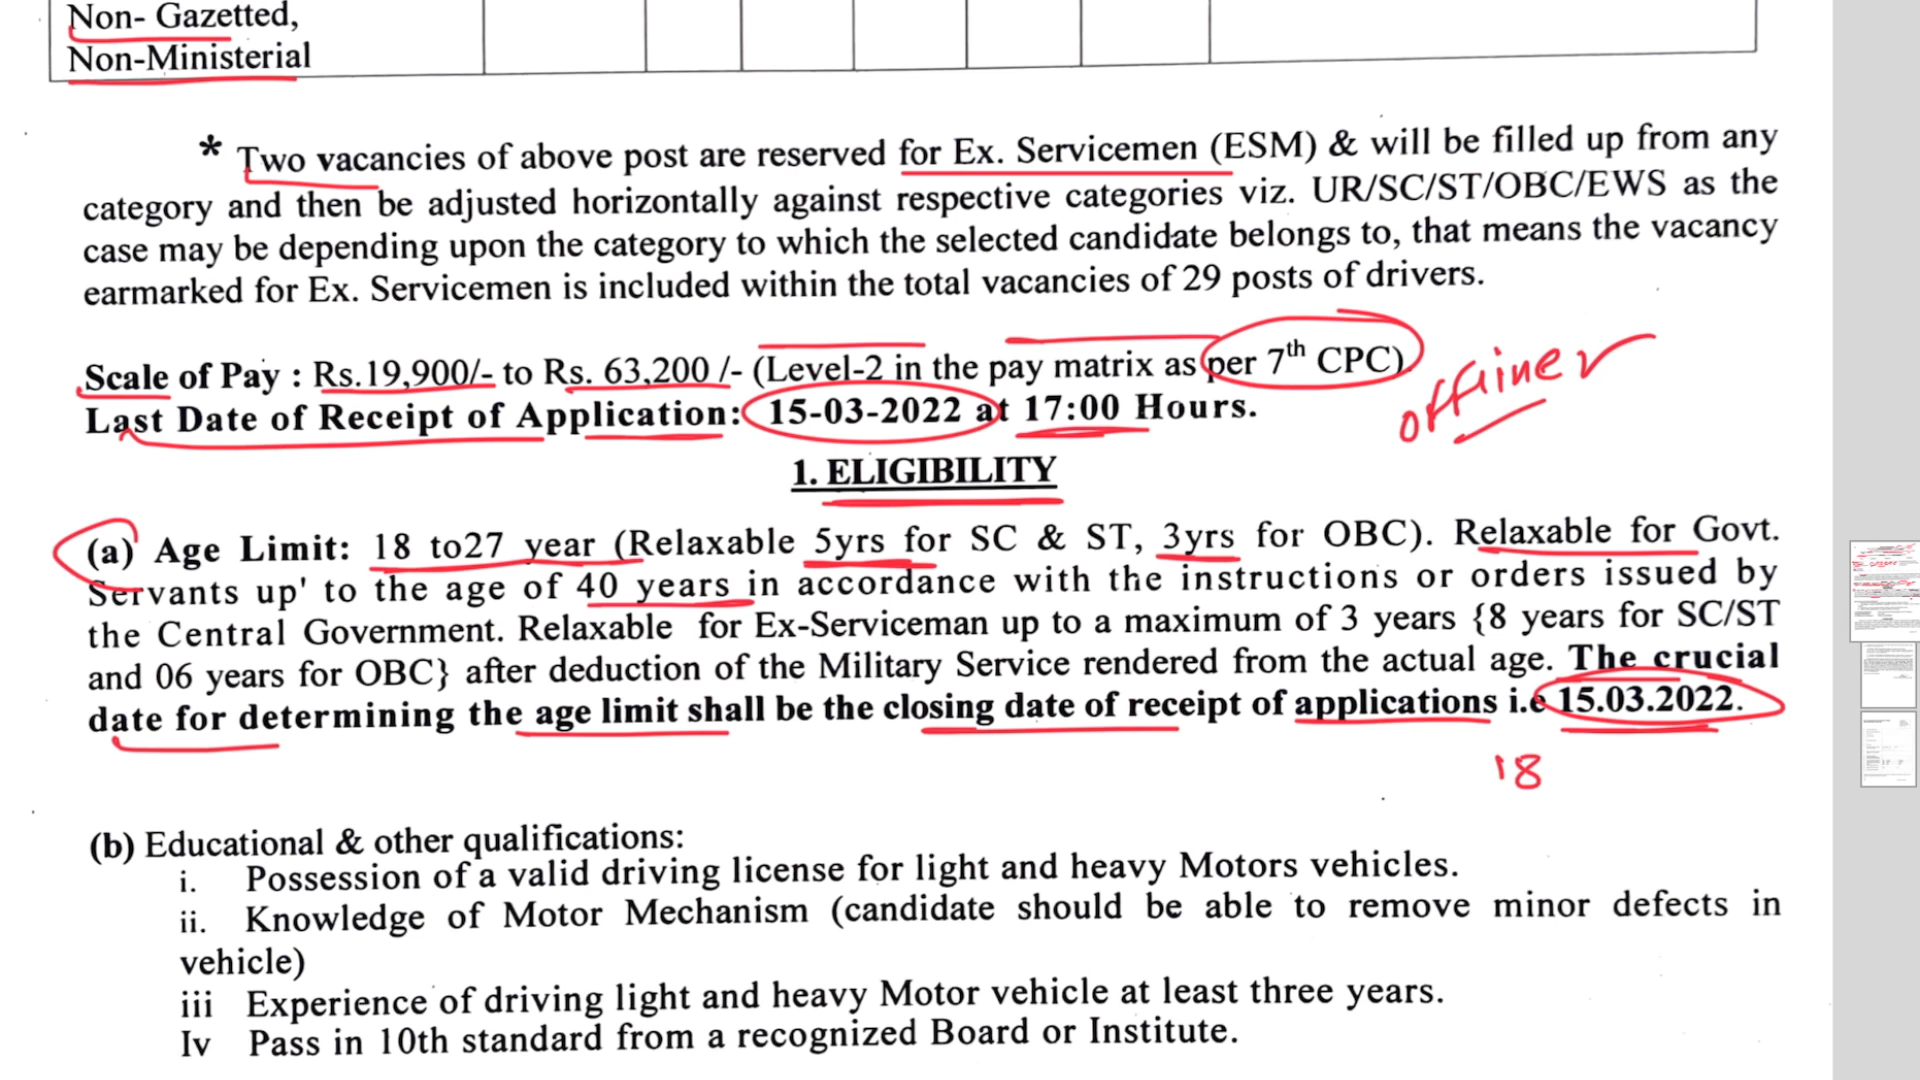 Non- Gazetted,
Non-Ministerial
* Two vacancies of above post are reserved for Ex. Servicemen (ESM) & will be filled up from any
category and then be adjusted horizontally against respective categories viz. UR/SC/ST/OBC/EWS as the
case may be depending upon the category to which the selected candidate belongs to, that means the vacancy
earmarked for Ex. Servicemen is included within the total vacancies of 29 posts of drivers.
Scale of Pay : Rs.19,900/- to Rs. 63,200 /- (Level-2 in the pay matrix as per 7th CPC)
Last Date of Receipt of Application: 15-03-2022 at 17:00 Hours.
1. ELIGIBILITY
(a) Age Limit: 18 to27 year (Relaxable 5yrs for SC & ST, 3yrs for OBC). Relaxable for Govt.
Servants up' to the age of 40 years in accordance with the instructions or orders issued by
the Central Government. Relaxable for Ex-Serviceman up to a maximum of 3 years {8 years for SC/ST
and 06 years for OBC} after deduction of the Military Service rendered from the actual age. The crucial
date for determining the age limit shall be the closing date of receipt of applications i.e 15.03.2022.
18
(b) Educational & other qualifications:
i. Possession of a valid driving license for light and heavy Motors vehicles.
ii. Knowledge of Motor Mechanism (candidate should be able to remove minor defects in
vehicle)
iii Experience of driving light and heavy Motor vehicle at least three years.
Iv Pass in 10th standard from a recognized Board or Institute.